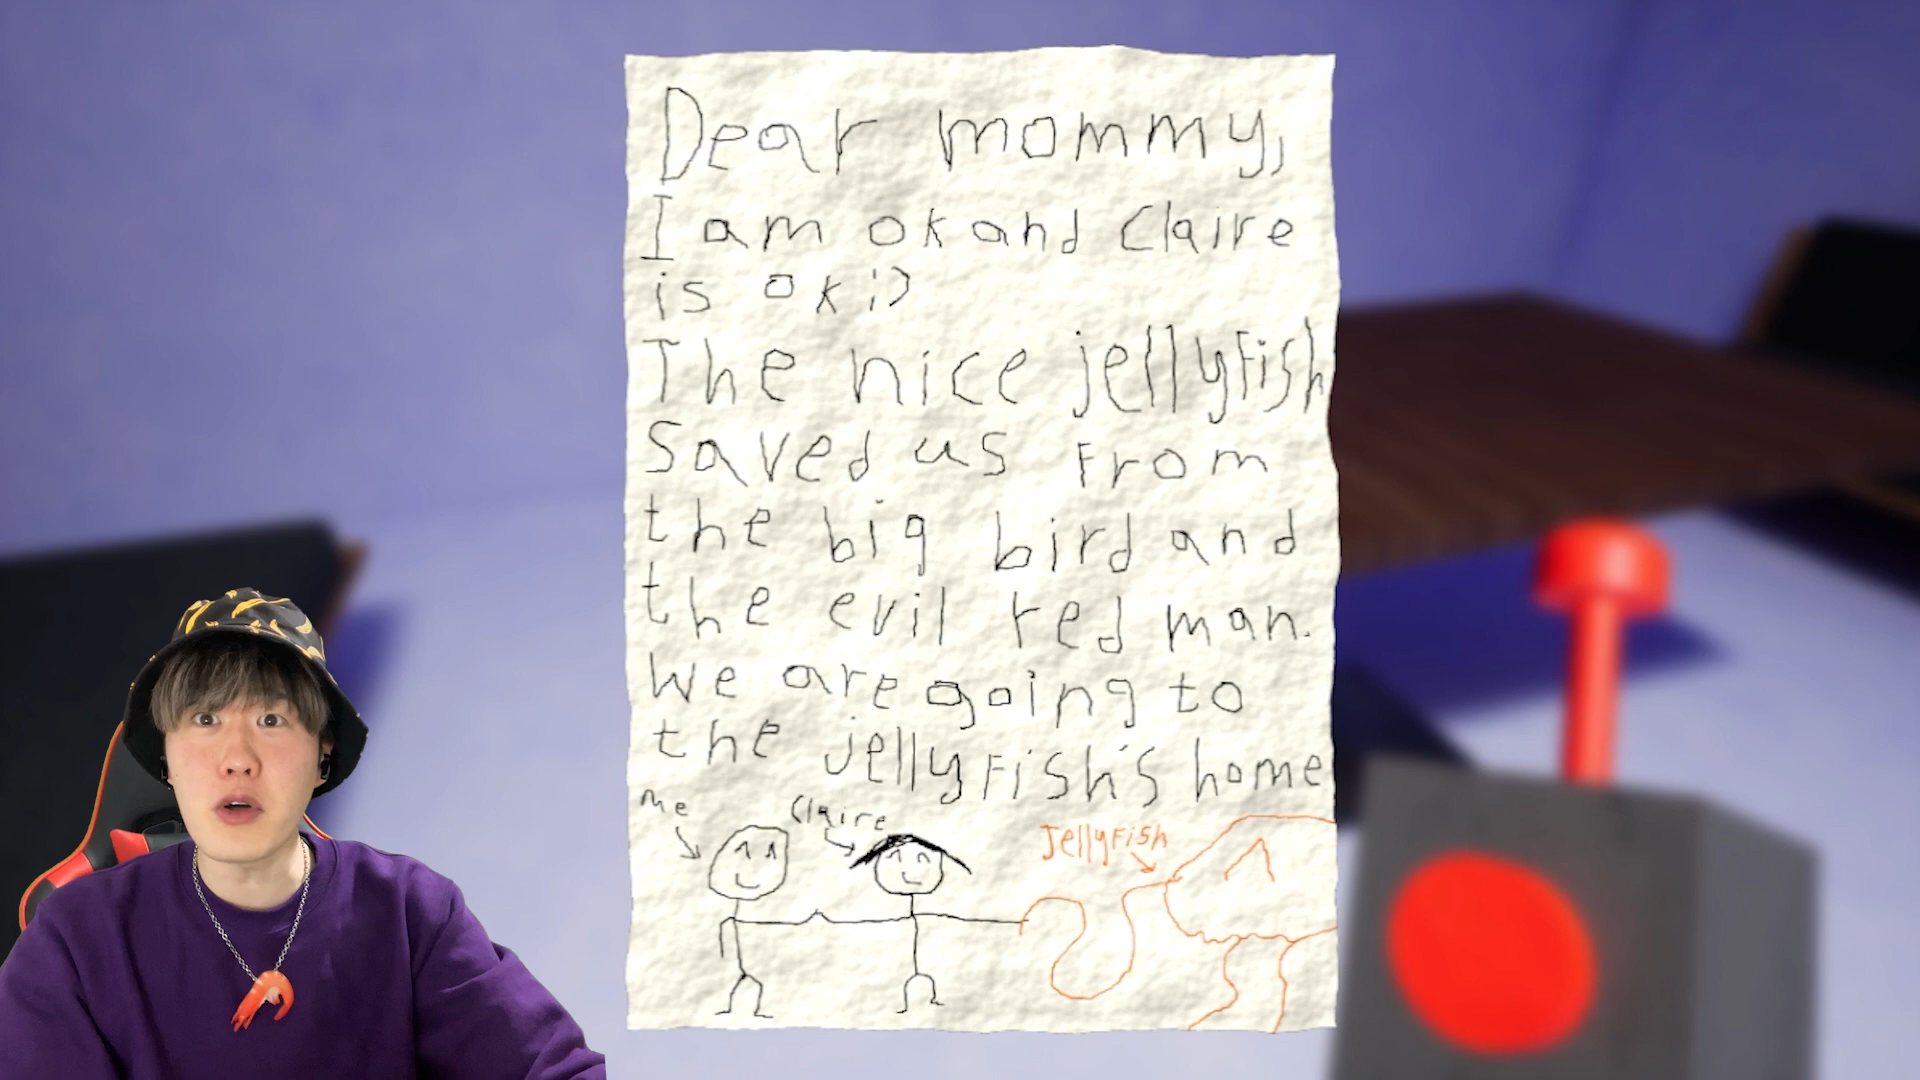 Dear mommy,
I am ok and Claire
is ok :)
The nice jellyfish
saved us from
the big bird and
the evil red man.
We are going to
the jellyfish's home
me
Claire
Jellyfish